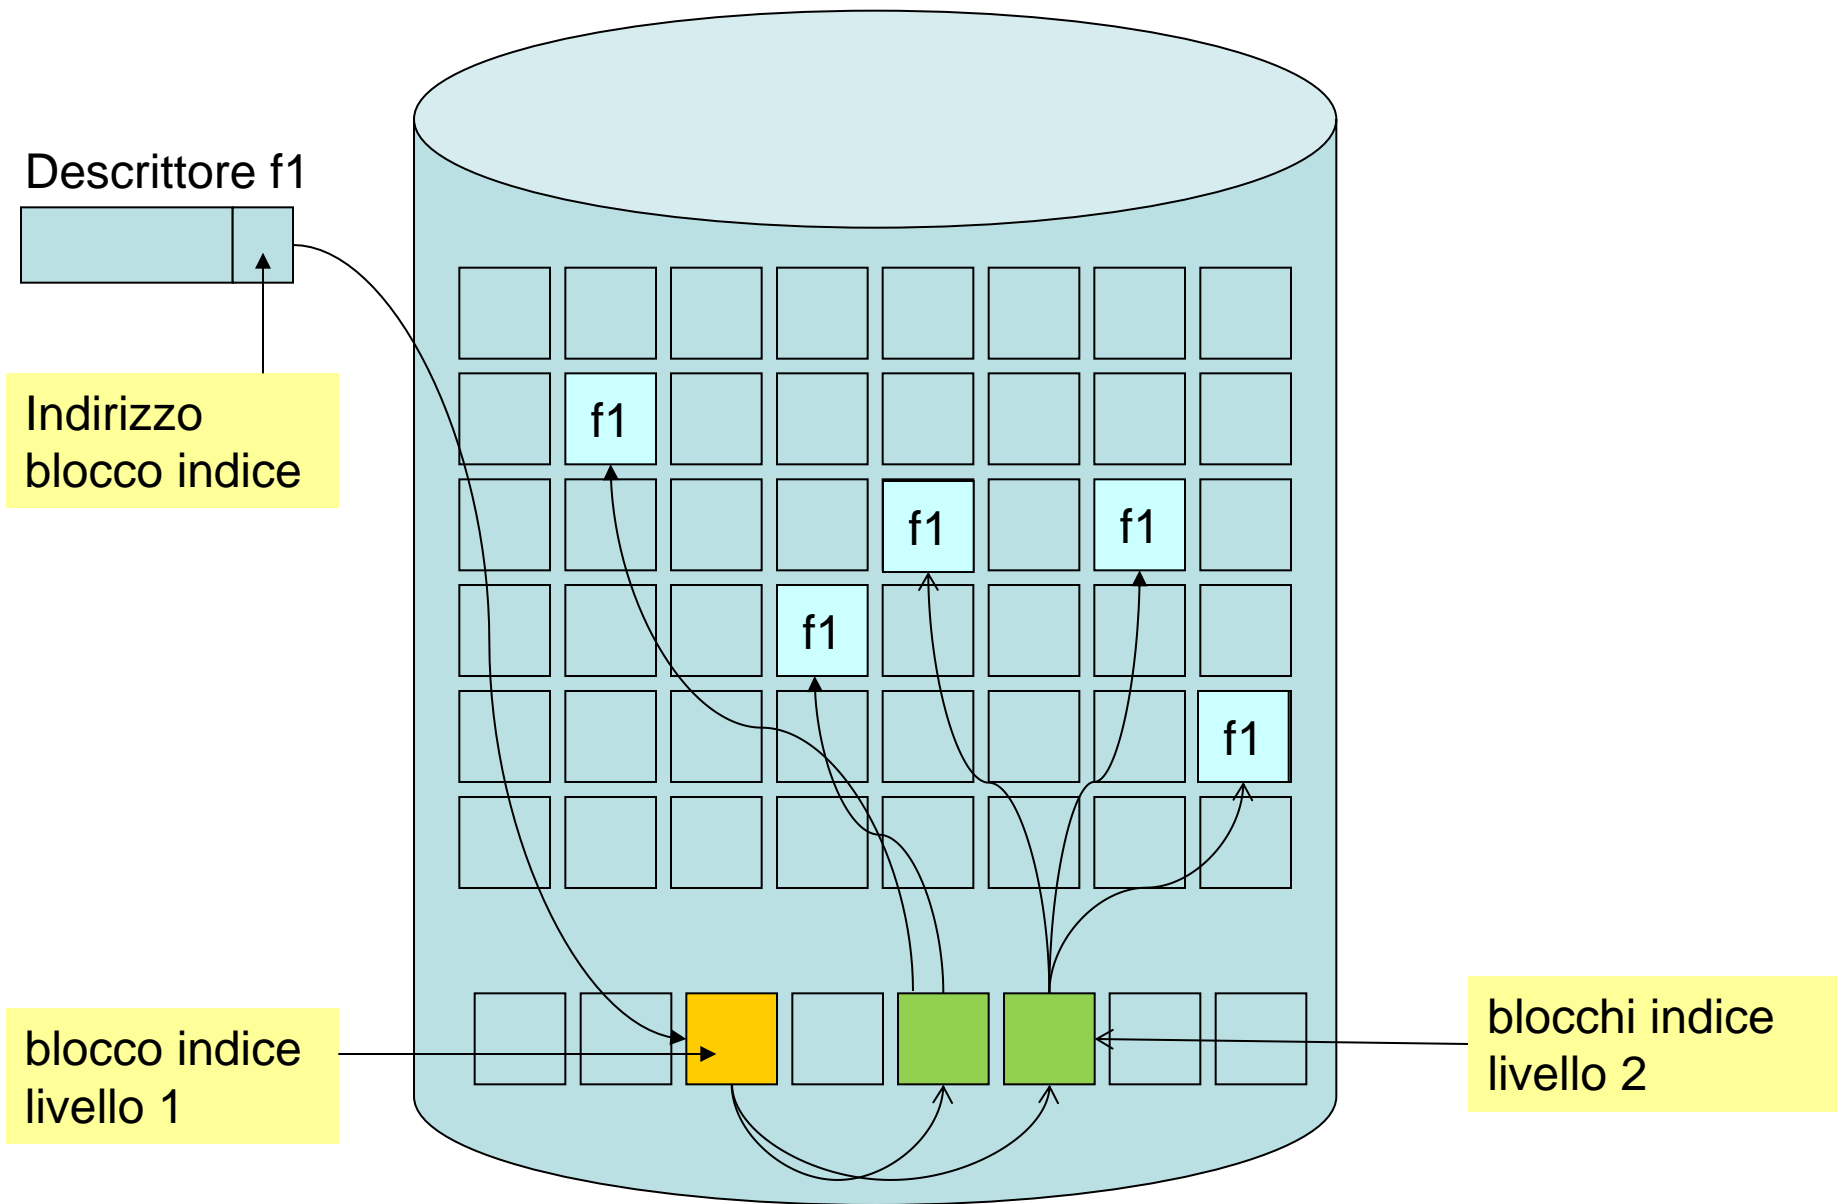 Descrittore f1
Indirizzo
blocco indice
f1
f1
f1
f1
f1
blocco indice
livello 1
blocchi indice
livello 2